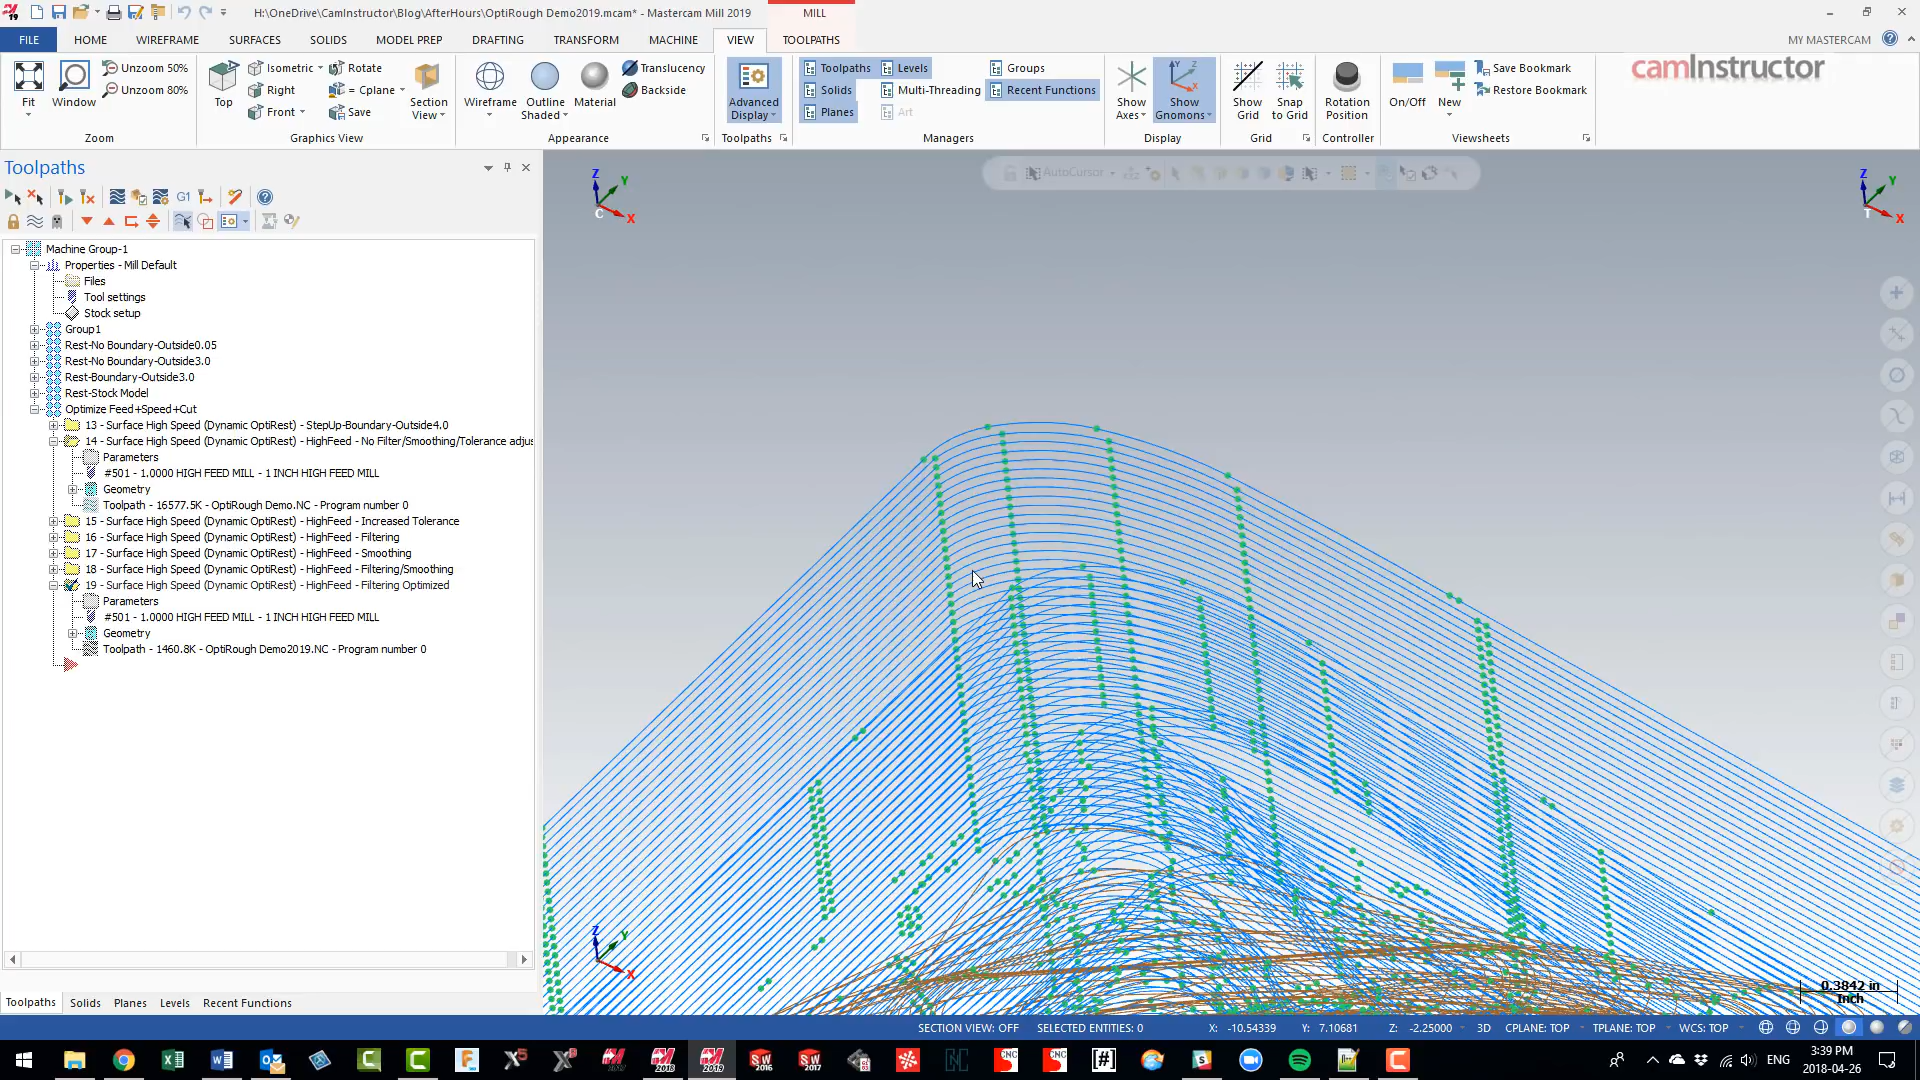 H:\OneDrive\CamInstructor\Blog\AfterHours\OptiRough Demo2019.mcam* - Mastercam Mill 2019
MILL
FILE HOME WIREFRAME SURFACES SOLIDS MODEL PREP DRAFTING TRANSFORM MACHINE VIEW TOOLPATHS MY MASTERCAM
camInstructor
Fit
Window
Unzoom 50%
Unzoom 80%
Zoom
Top
Isometric
Right
Front
Rotate
= Cplane
Save
Section View
Graphics View
Wireframe
Outline Shaded
Material
Translucency
Backside
Appearance
Advanced Display
Toolpaths
Toolpaths
Solids
Planes
Levels
Multi-Threading
Art
Groups
Recent Functions
Managers
Show Axes
Show Gnomons
Display
Show Grid
Snap to Grid
Grid
Rotation Position
Controller
On/Off
New
Save Bookmark
Restore Bookmark
Viewsheets
Toolpaths
G1
AutoCursor
Machine Group-1
Properties - Mill Default
Files
Tool settings
Stock setup
Group1
Rest-No Boundary-Outside0.05
Rest-No Boundary-Outside3.0
Rest-Boundary-Outside3.0
Rest-Stock Model
Optimize Feed+Speed+Cut
13 - Surface High Speed (Dynamic OptiRest) - StepUp-Boundary-Outside4.0
14 - Surface High Speed (Dynamic OptiRest) - HighFeed - No Filter/Smoothing/Tolerance adjus
Parameters
#501 - 1.0000 HIGH FEED MILL - 1 INCH HIGH FEED MILL
Geometry
Toolpath - 16577.5K - OptiRough Demo.NC - Program number 0
15 - Surface High Speed (Dynamic OptiRest) - HighFeed - Increased Tolerance
16 - Surface High Speed (Dynamic OptiRest) - HighFeed - Filtering
17 - Surface High Speed (Dynamic OptiRest) - HighFeed - Smoothing
18 - Surface High Speed (Dynamic OptiRest) - HighFeed - Filtering/Smoothing
19 - Surface High Speed (Dynamic OptiRest) - HighFeed - Filtering Optimized
Parameters
#501 - 1.0000 HIGH FEED MILL - 1 INCH HIGH FEED MILL
Geometry
Toolpath - 1460.8K - OptiRough Demo2019.NC - Program number 0
Z Y X C
Z Y X T
Z Y X
0.3842 in
Inch
Toolpaths Solids Planes Levels Recent Functions
SECTION VIEW: OFF SELECTED ENTITIES: 0 X: -10.54339 Y: 7.10681 Z: -2.25000 3D CPLANE: TOP TPLANE: TOP WCS: TOP
ENG
3:39 PM
2018-04-26